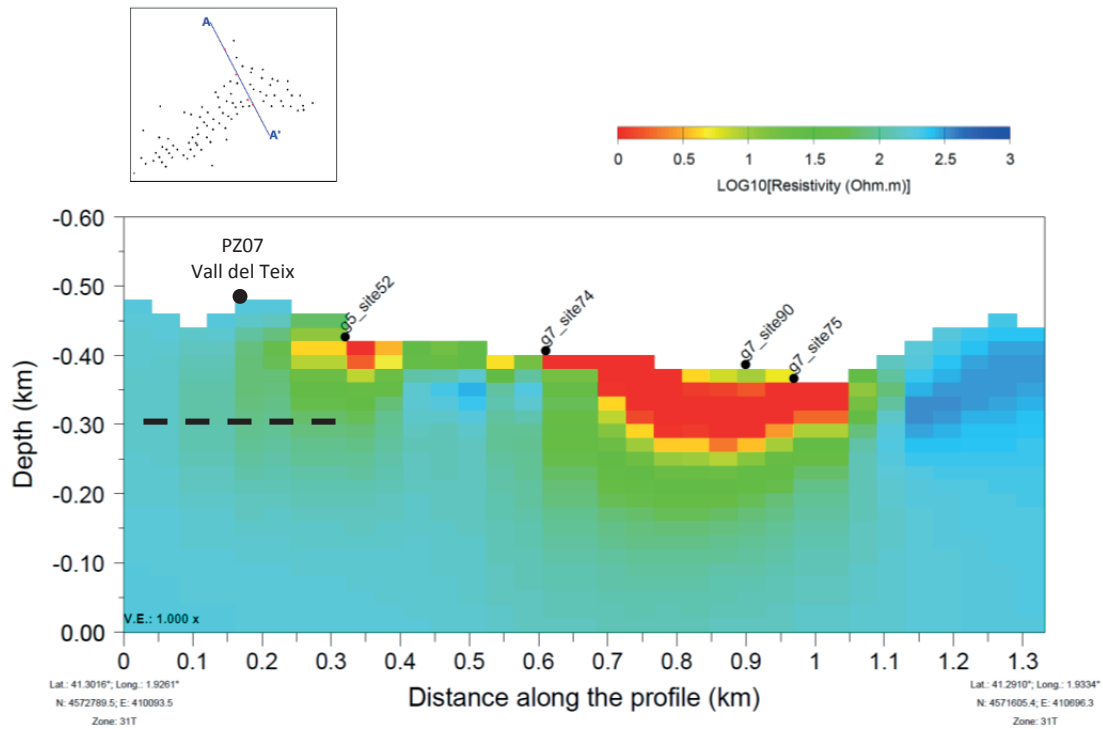 A
A'
0 0.5 1 1.5 2 2.5 3
LOG10[Resistivity (Ohm.m)]
-0.60
-0.50
-0.40
-0.30
-0.20
-0.10
0.00
Depth (km)
PZ07
Vall del Teix
g5_site52
g7_site74
g7_site90
g7_site75
V.E.: 1.000 x
0 0.1 0.2 0.3 0.4 0.5 0.6 0.7 0.8 0.9 1 1.1 1.2 1.3
Distance along the profile (km)
Lat.: 41.3016°; Long.: 1.9261°
N: 4572789.5; E: 410093.5
Zone: 31T
Lat.: 41.2910°; Long.: 1.9334°
N: 4571605.4; E: 410696.3
Zone: 31T